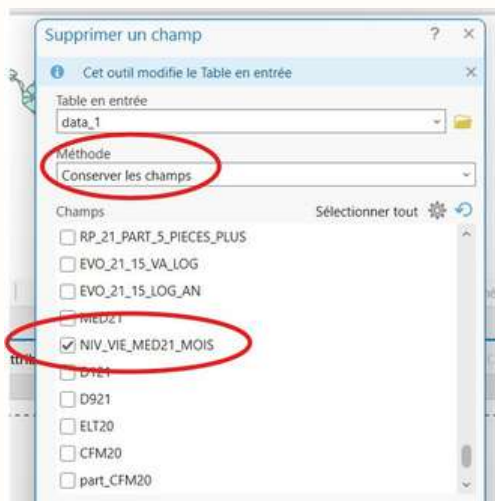 Supprimer un champ ? ×
Cet outil modifie le Table en entrée ×
Table en entrée
data_1
Méthode
Conserver les champs
Champs Sélectionner tout
RP_21_PART_5_PIECES_PLUS
EVO_21_15_VA_LOG
EVO_21_15_LOG_AN
MED21
NIV_VIE_MED21_MOIS
D121
D921
ELT20
CFM20
part_CFM20